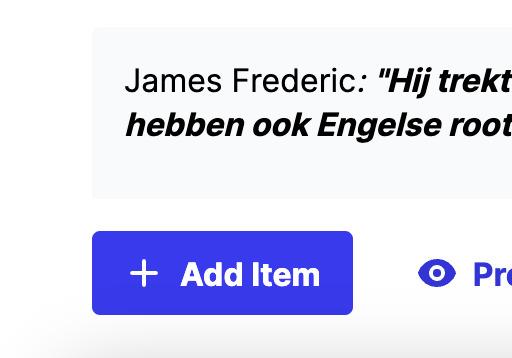 James Frederic: "Hij trekt
hebben ook Engelse root
Add Item
Pr